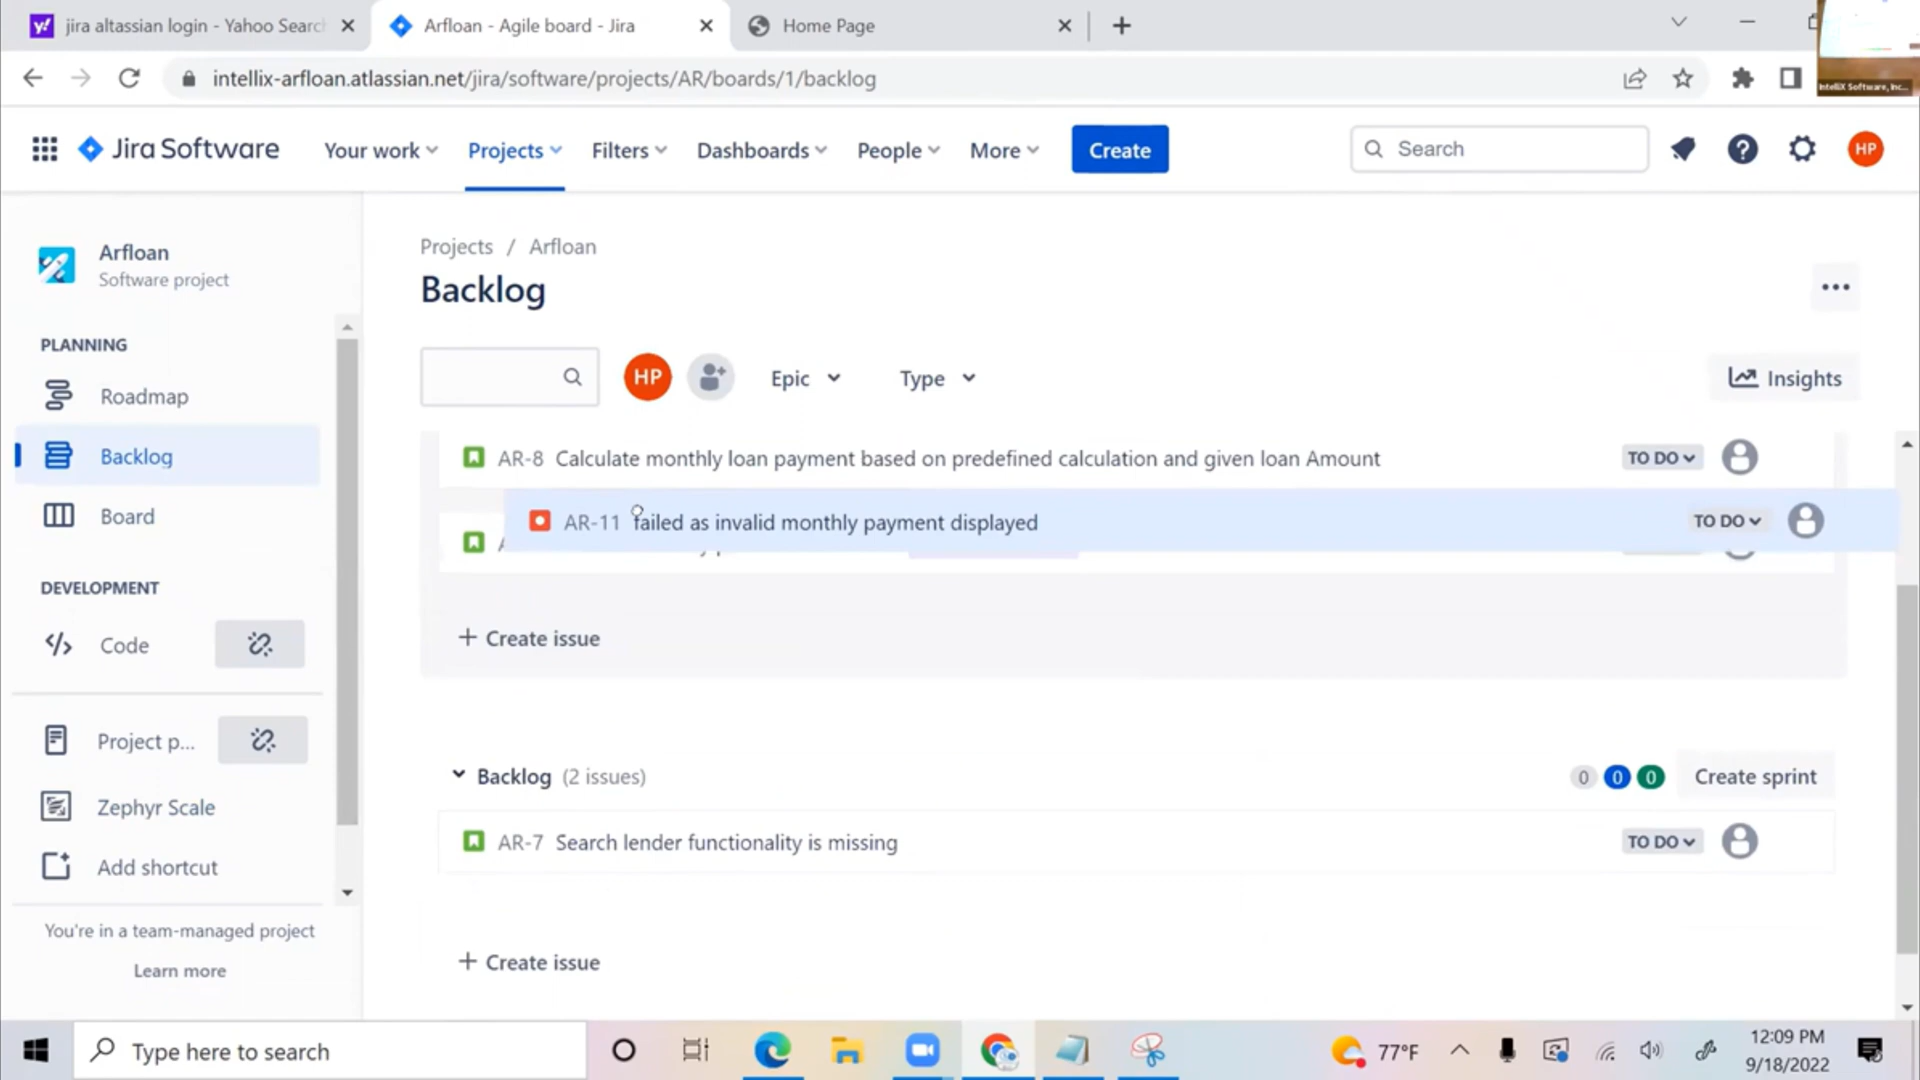 jira altassian login - Yahoo Search
Arfloan - Agile board - Jira
Home Page
intellix-arfloan.atlassian.net/jira/software/projects/AR/boards/1/backlog
IntelliX Software, Inc...
Jira Software
Your work
Projects
Filters
Dashboards
People
More
Create
Search
HP
Arfloan
Software project
PLANNING
Roadmap
Backlog
Board
DEVELOPMENT
Code
Project p...
Zephyr Scale
Add shortcut
You're in a team-managed project
Learn more
Projects / Arfloan
Backlog
HP
Epic
Type
Insights
AR-8 Calculate monthly loan payment based on predefined calculation and given loan Amount TO DO
AR-11 failed as invalid monthly payment displayed TO DO
+ Create issue
Backlog (2 issues) 0 0 0 Create sprint
AR-7 Search lender functionality is missing TO DO
+ Create issue
Type here to search
77°F
12:09 PM
9/18/2022